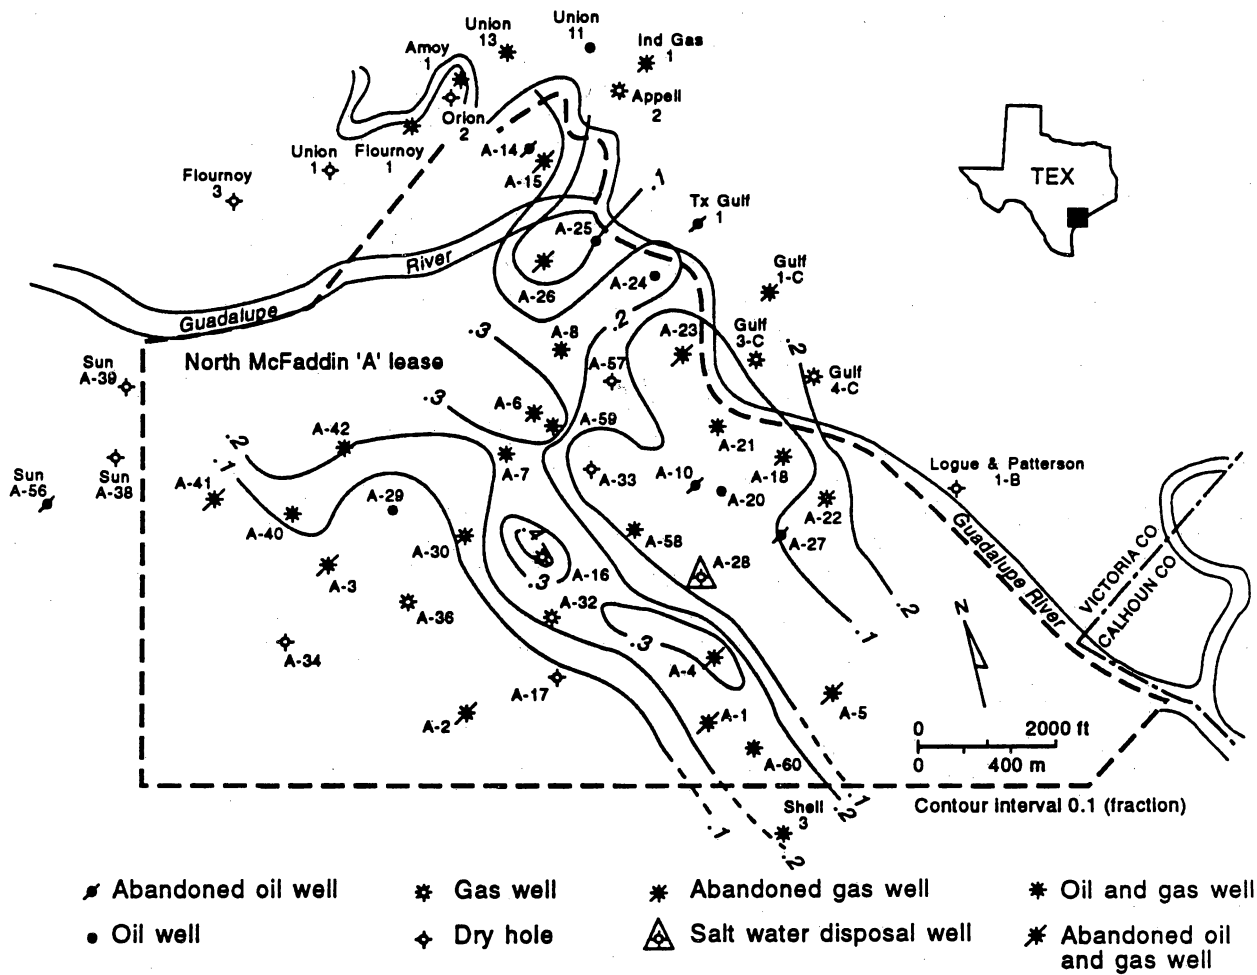 Union
11
Union
13
Ind Gas
1
Amoy
1
Appell
2
Orion
2
Union
1
Flournoy
1
Flournoy
3
A-14
A-15
.1
TEX
Tx Gulf
1
A-25
River
A-26
A-24
Gulf
1-C
Guadalupe
.2
.3
A-8
A-23
Gulf
3-C
.2
North McFaddin 'A' lease
A-57
Gulf
4-C
Sun
A-39
.3
A-6
A-59
A-42
.2
A-21
.1
A-7
A-18
Logue & Patterson
1-B
Sun
A-56
Sun
A-38
A-41
A-33
A-10
A-29
A-20
A-22
A-40
A-30
.4
A-58
A-27
Guadalupe River
VICTORIA CO
CALHOUN CO
A-3
.3
A-16
A-28
A-36
A-32
.2
N
.1
A-34
.3
A-4
A-17
A-2
A-1
A-5
0 2000 ft
A-60
0 400 m
.1
.2
Shell
3
Contour interval 0.1 (fraction)
.1
.2
Abandoned oil well
Gas well
Abandoned gas well
Oil and gas well
Oil well
Dry hole
Salt water disposal well
Abandoned oil
and gas well